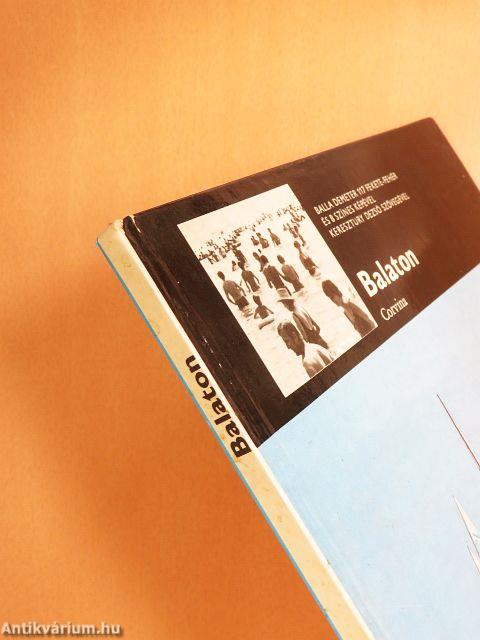 BALLA DEMETER 117 FEKETE-FEHÉR
ÉS 8 SZÍNES KÉPÉVEL
KERESZTURY DEZSŐ SZÖVEGÉVEL
Balaton
Corvina
Balaton
Antikvárium.hu